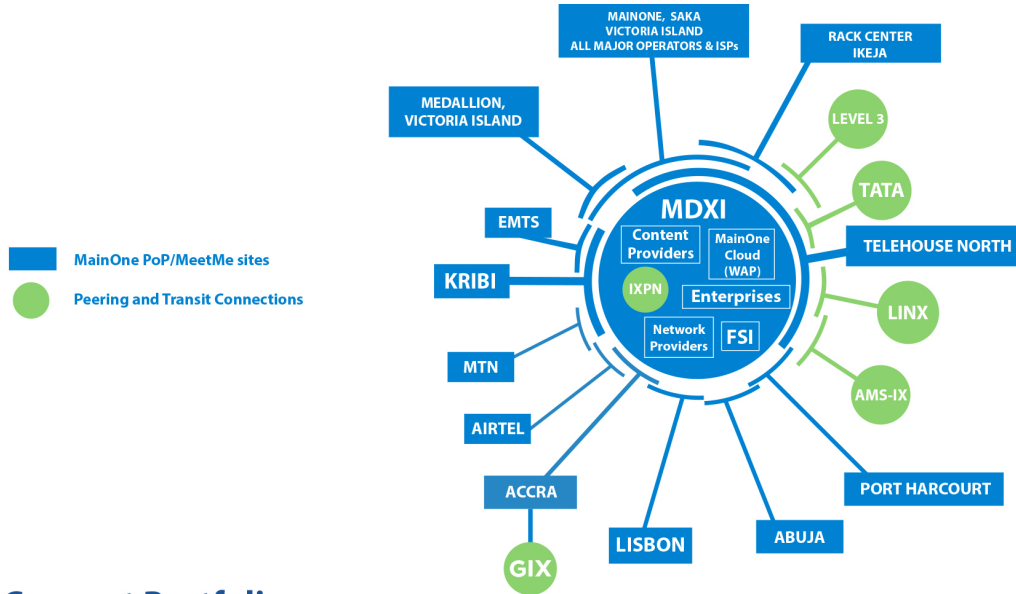 MAINONE, SAKA
VICTORIA ISLAND
ALL MAJOR OPERATORS & ISPs
RACK CENTER
IKEJA
MEDALLION,
VICTORIA ISLAND
LEVEL 3
TATA
EMTS
MDXI
Content
Providers
MainOne
Cloud
(WAP)
TELEHOUSE NORTH
MainOne PoP/MeetMe sites
KRIBI
IXPN
Enterprises
Peering and Transit Connections
LINX
Network
Providers
FSI
MTN
AMS-IX
AIRTEL
ACCRA
PORT HARCOURT
LISBON
ABUJA
GIX